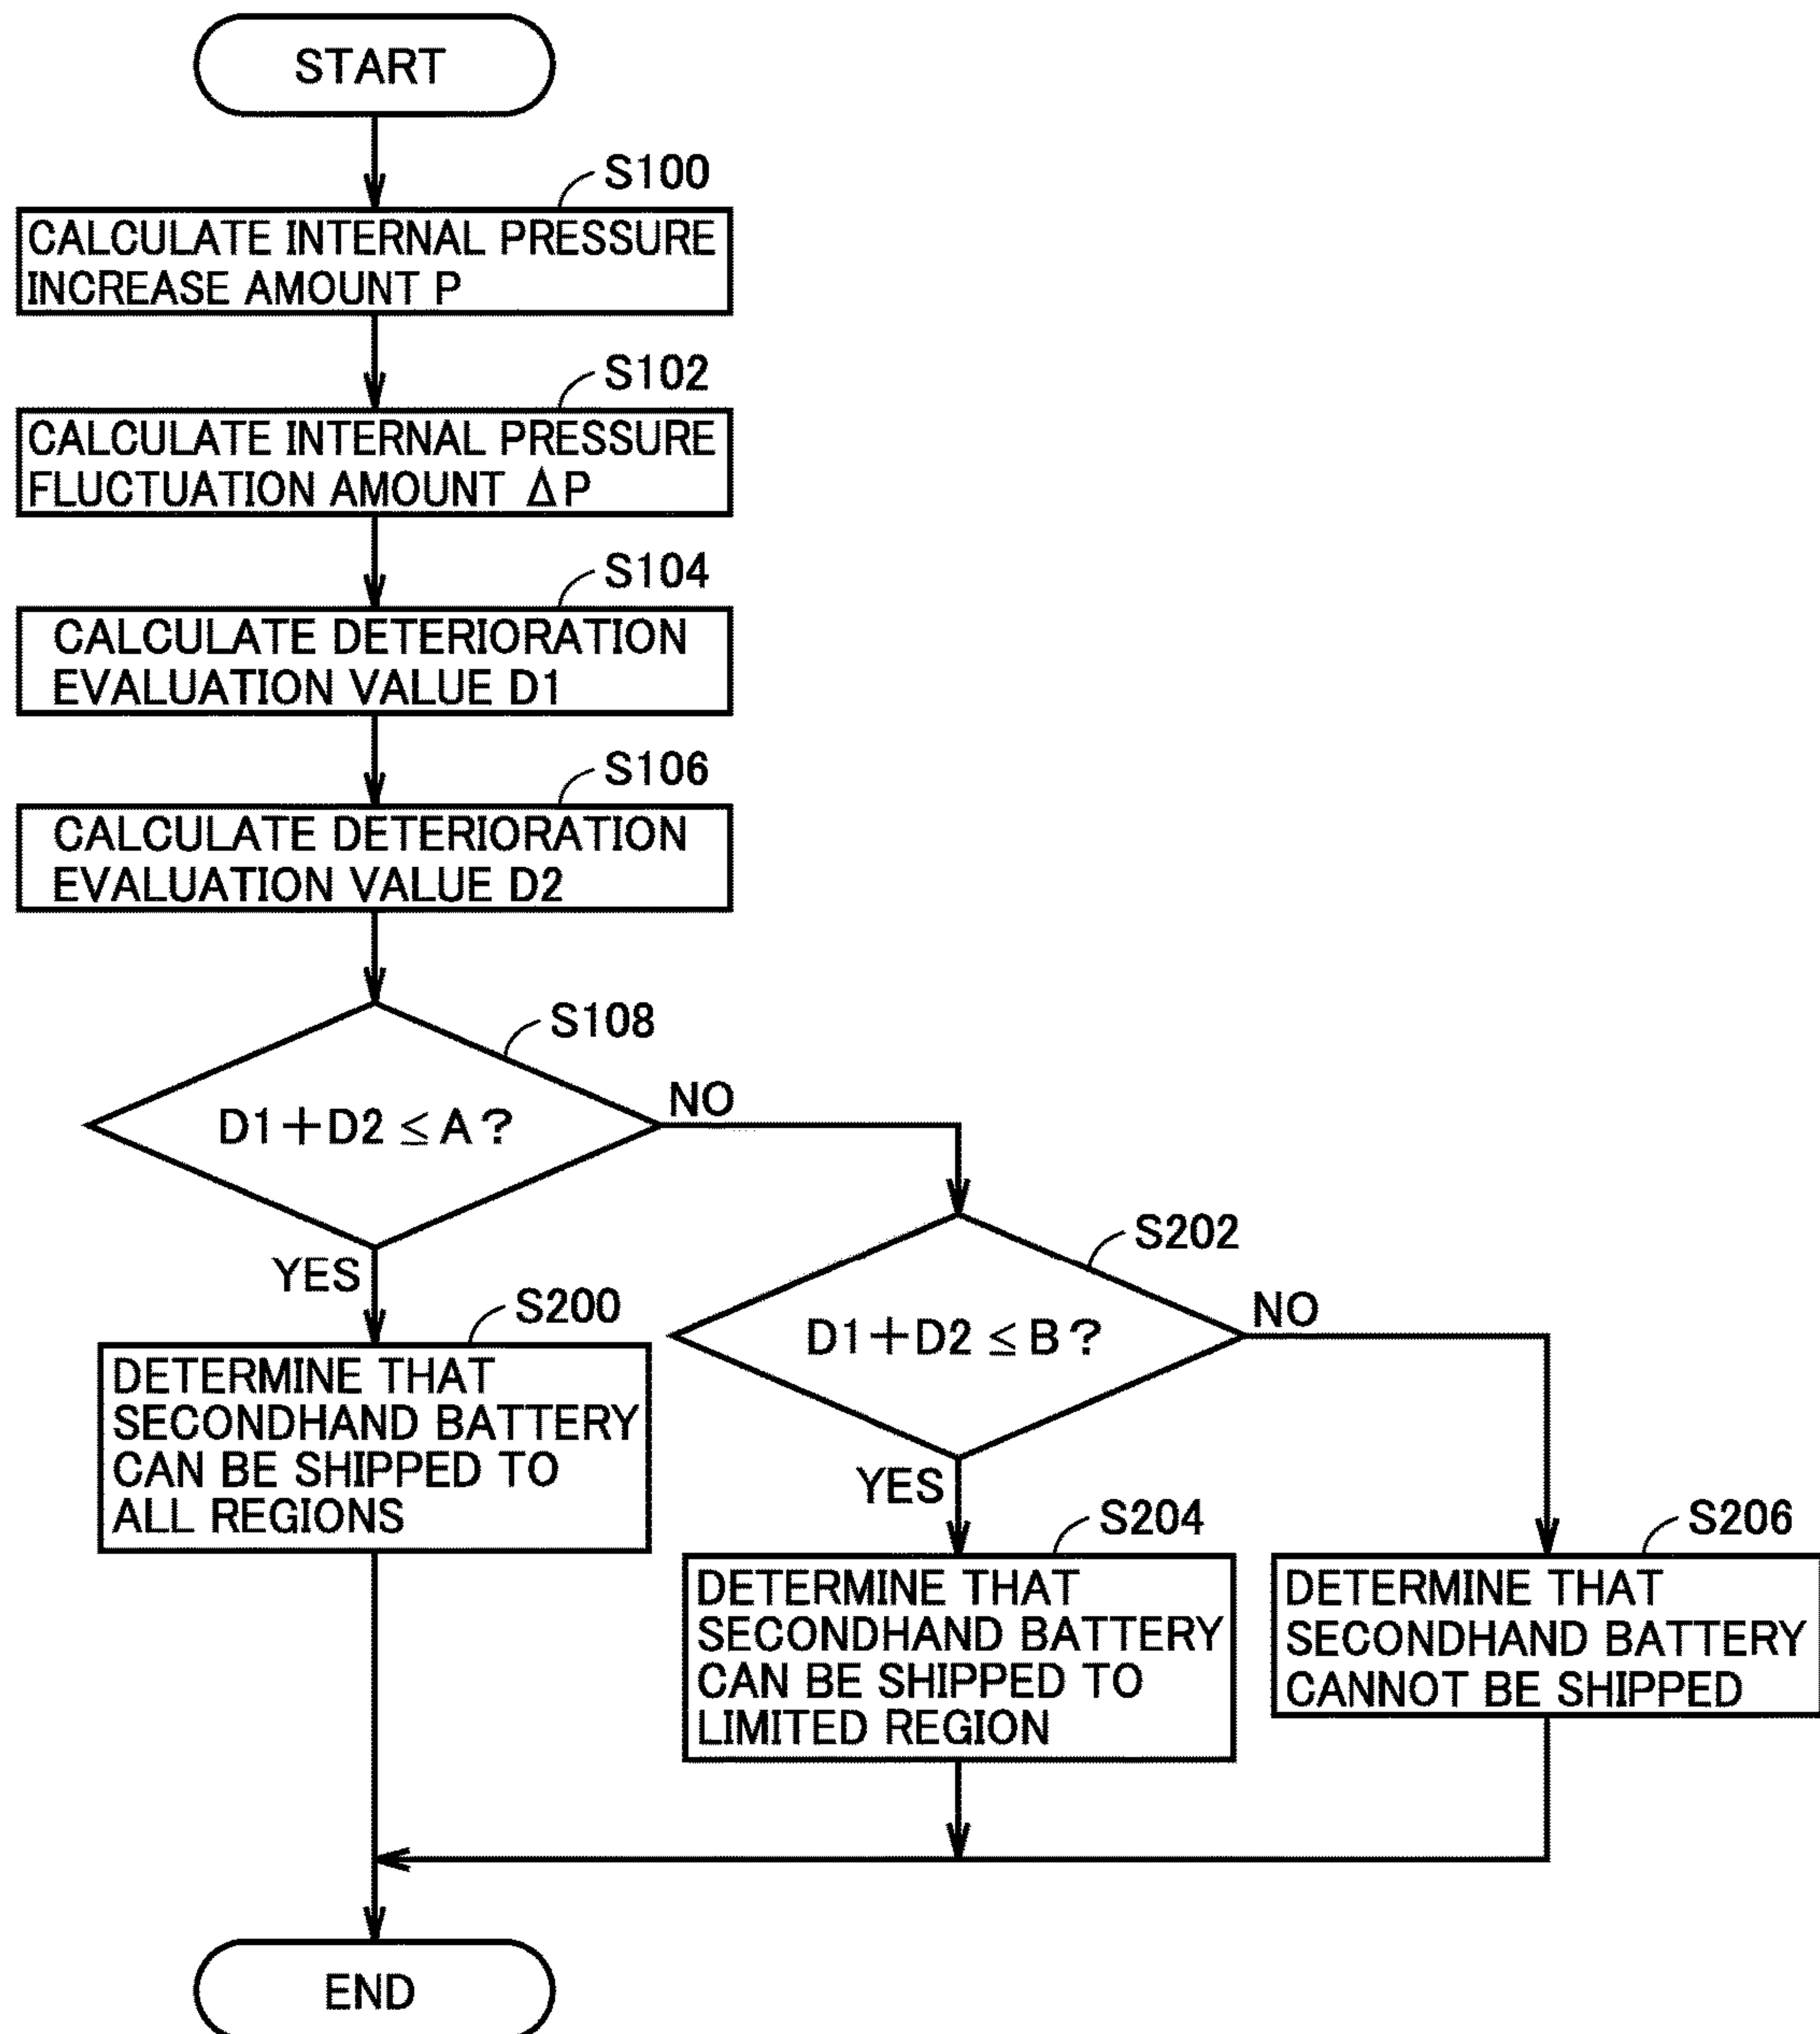 START
S100
CALCULATE INTERNAL PRESSURE
INCREASE AMOUNT P
S102
CALCULATE INTERNAL PRESSURE
FLUCTUATION AMOUNT ΔP
S104
CALCULATE DETERIORATION
EVALUATION VALUE D1
S106
CALCULATE DETERIORATION
EVALUATION VALUE D2
S108
D1+D2 ≤ A?
NO
YES
S200
DETERMINE THAT
SECONDHAND BATTERY
CAN BE SHIPPED TO
ALL REGIONS
S202
D1+D2 ≤ B?
NO
YES
S204
DETERMINE THAT
SECONDHAND BATTERY
CAN BE SHIPPED TO
LIMITED REGION
S206
DETERMINE THAT
SECONDHAND BATTERY
CANNOT BE SHIPPED
END